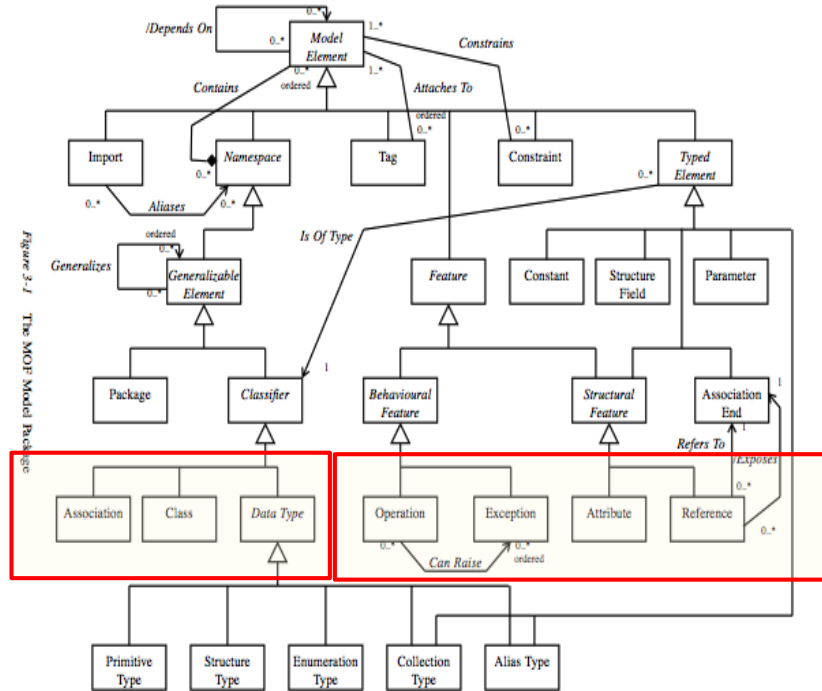 /Depends On
0..*
0..*
Model
Element
1..*
Constrains
Contains
0..*
ordered
1..*
Attaches To
ordered
0..*
0..*
Import
Namespace
Tag
Constraint
Typed
Element
0..*
0..*
0..*
Aliases
0..*
Is Of Type
ordered
0..*
Generalizes
0..*
Generalizable
Element
Feature
Constant
Structure
Field
Parameter
Figure 3-1 The MOF Model Package
1
1
Package
Classifier
Behavioural
Feature
Structural
Feature
Association
End
Refers To
1
/Exposes
0..*
Association
Class
Data Type
Operation
Exception
Attribute
Reference
0..*
0..*
0..*
Can Raise
ordered
Primitive
Type
Structure
Type
Enumeration
Type
Collection
Type
Alias Type